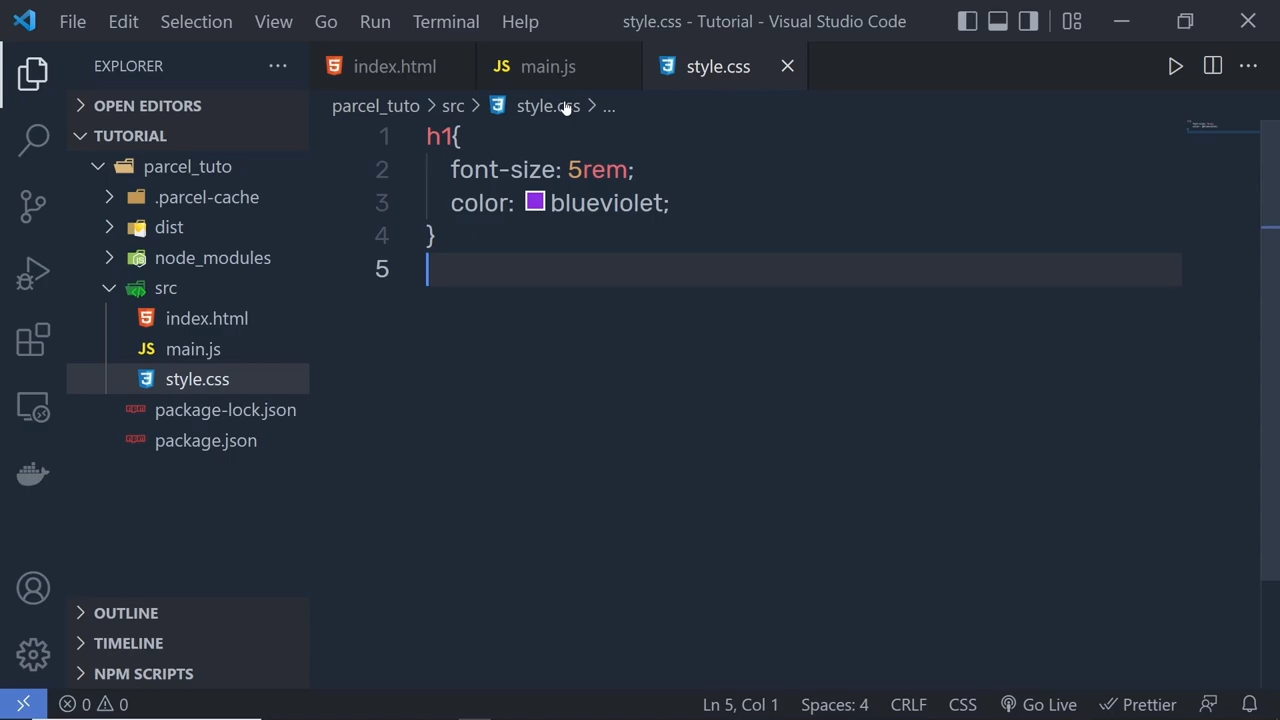 File Edit Selection View Go Run Terminal Help style.css - Tutorial - Visual Studio Code
EXPLORER ...
index.html
JS main.js
style.css
OPEN EDITORS
parcel_tuto > src > style.css > ...
TUTORIAL
parcel_tuto
.parcel-cache
dist
node_modules
src
index.html
JS main.js
style.css
package-lock.json
package.json
1 h1{
2 font-size: 5rem;
3 color: blueviolet;
4 }
5
OUTLINE
TIMELINE
NPM SCRIPTS
0 0 Ln 5, Col 1 Spaces: 4 CRLF CSS Go Live Prettier